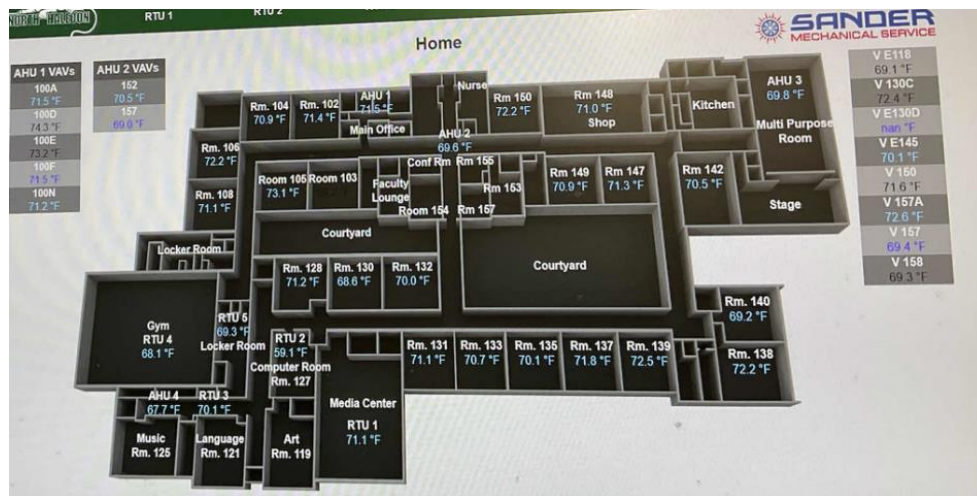 NORTH HALEDON
RTU 1
RTU 2
SANDER
MECHANICAL SERVICE
Home
AHU 1 VAVs
100A
71.5 °F
100D
74.3 °F
100E
73.2 °F
100F
71.5 °F
100N
71.2 °F
AHU 2 VAVs
152
70.5 °F
157
69.0 °F
V E118
69.1 °F
V 130C
72.4 °F
V E130D
nan °F
V E145
70.1 °F
V 150
71.6 °F
V 157A
72.6 °F
V 157
69.4 °F
V 158
69.3 °F
Rm. 104
70.9 °F
Rm. 102
71.4 °F
AHU 1
71.5 °F
Main Office
Nurse
AHU 2
69.6 °F
Rm 150
72.2 °F
Rm 148
71.0 °F
Shop
Kitchen
AHU 3
69.8 °F
Multi Purpose
Room
Rm. 106
72.2 °F
Rm. 108
71.1 °F
Room 105
73.1 °F
Room 103
Faculty
Lounge
Conf Rm
Rm 155
Rm 153
Room 154
Rm 157
Rm 149
70.9 °F
Rm 147
71.3 °F
Rm 142
70.5 °F
Stage
Courtyard
Courtyard
Locker Room
Rm. 128
71.2 °F
Rm. 130
68.6 °F
Rm. 132
70.0 °F
Gym
RTU 4
68.1 °F
RTU 5
69.3 °F
Locker Room
RTU 2
59.1 °F
Computer Room
Rm. 127
Rm. 131
71.1 °F
Rm. 133
70.7 °F
Rm. 135
70.1 °F
Rm. 137
71.8 °F
Rm. 139
72.5 °F
Rm. 140
69.2 °F
Rm. 138
72.2 °F
AHU 4
67.7 °F
RTU 3
70.1 °F
Music
Rm. 125
Language
Rm. 121
Art
Rm. 119
Media Center
RTU 1
71.1 °F